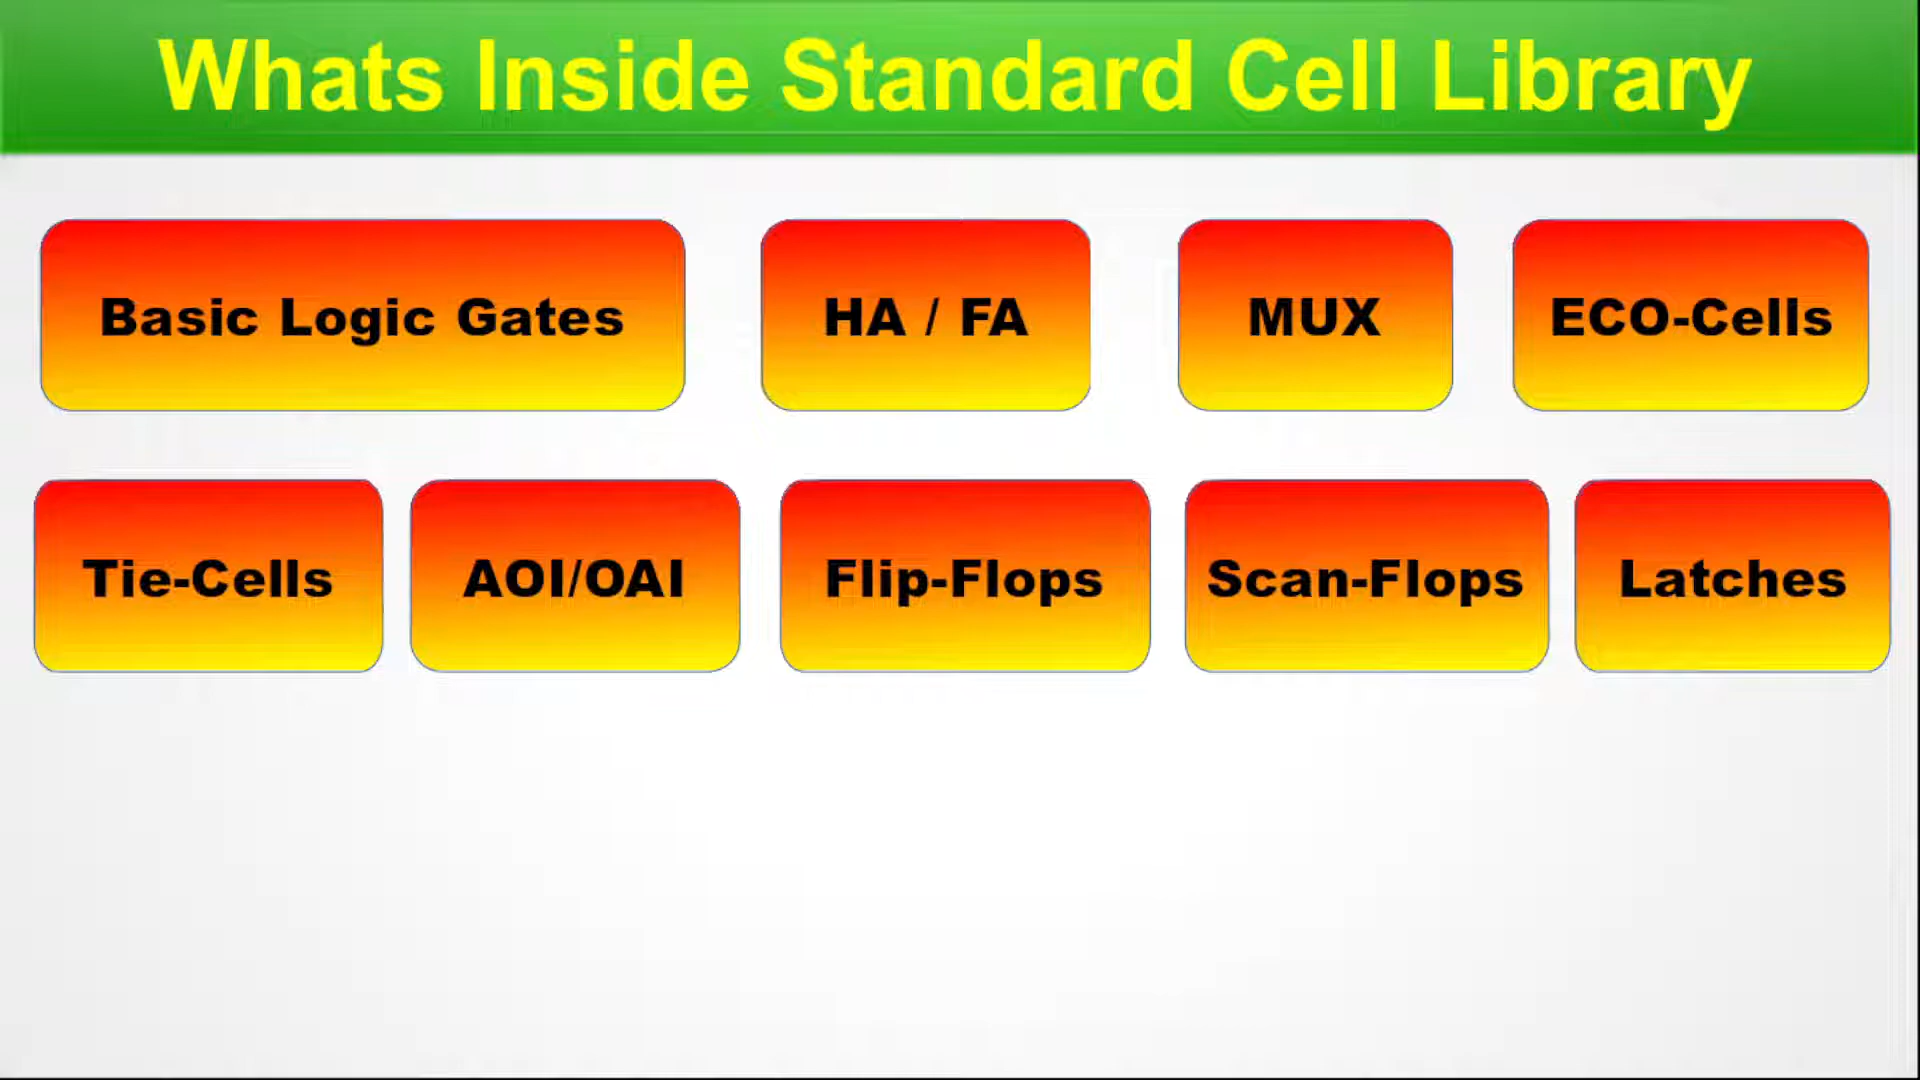 Whats Inside Standard Cell Library
Basic Logic Gates
HA / FA
MUX
ECO-Cells
Tie-Cells
AOI/OAI
Flip-Flops
Scan-Flops
Latches